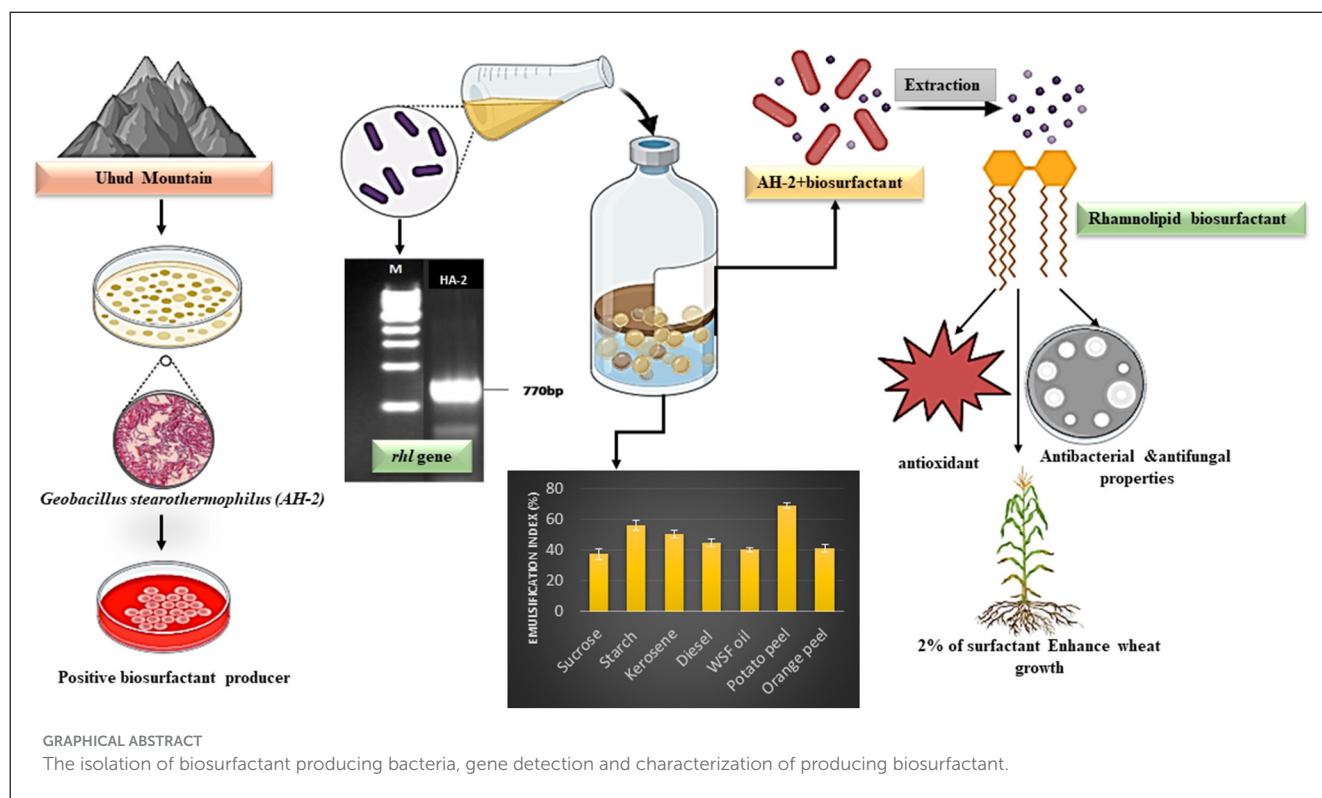 Uhud Mountain
Geobacillus stearothermophilus (AH-2)
Positive biosurfactant producer
M
HA-2
770bp
rhl gene
EMULSIFICATION INDEX (%)
80
60
40
20
0
Sucrose
Starch
Kerosene
Diesel
WSF oil
Potato peel
Orange peel
AH-2+biosurfactant
Extraction
Rhamnolipid biosurfactant
antioxidant
Antibacterial &antifungal
properties
2% of surfactant Enhance wheat
growth
GRAPHICAL ABSTRACT
The isolation of biosurfactant producing bacteria, gene detection and characterization of producing biosurfactant.